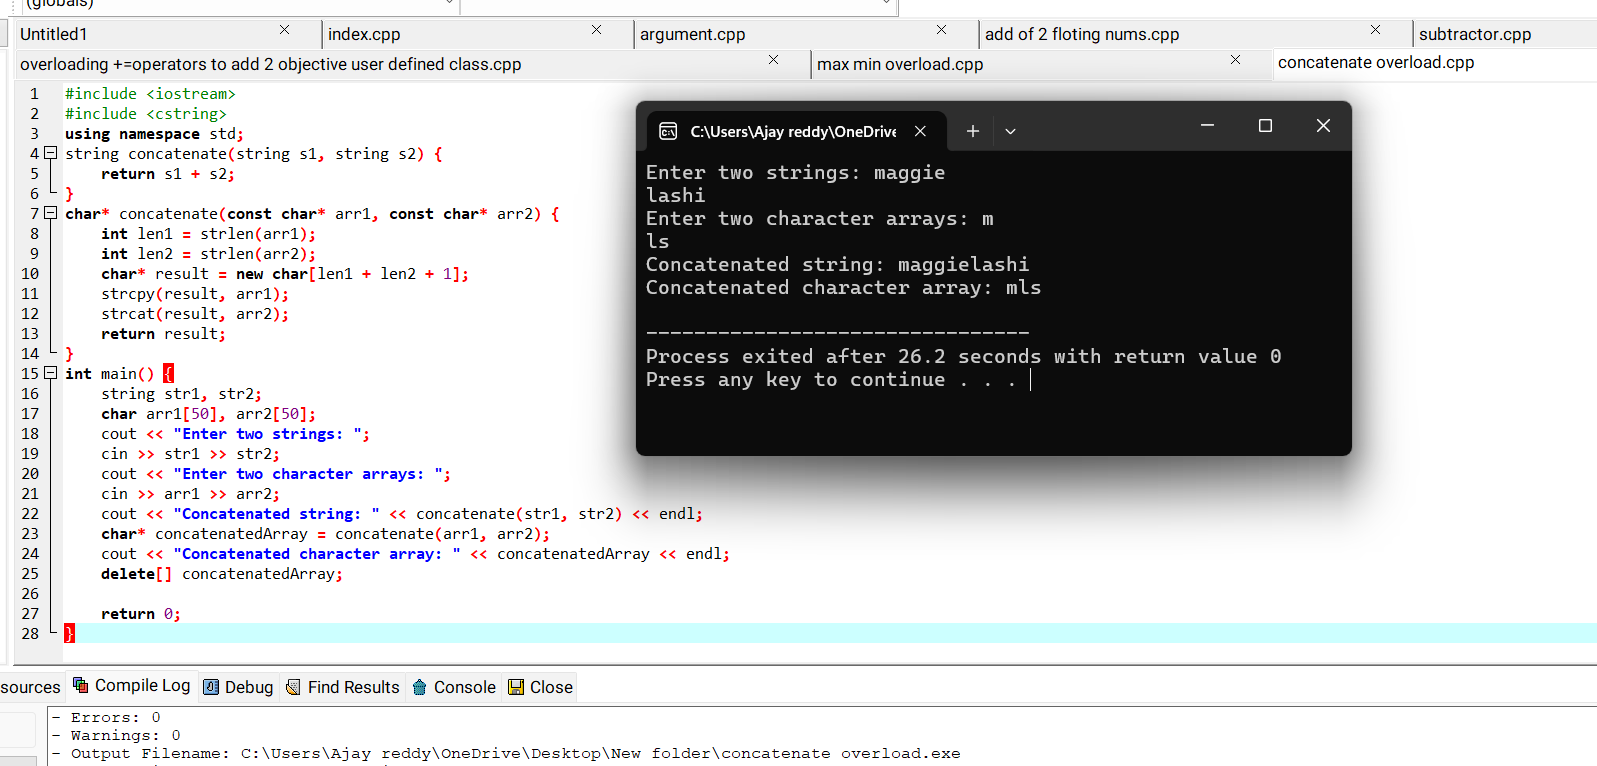 (globals)
Untitled1
index.cpp
argument.cpp
add of 2 floting nums.cpp
subtractor.cpp
overloading +=operators to add 2 objective user defined class.cpp
max min overload.cpp
concatenate overload.cpp
1 #include <iostream>
2 #include <cstring>
3 using namespace std;
4 string concatenate(string s1, string s2) {
5 return s1 + s2;
6 }
7 char* concatenate(const char* arr1, const char* arr2) {
8 int len1 = strlen(arr1);
9 int len2 = strlen(arr2);
10 char* result = new char[len1 + len2 + 1];
11 strcpy(result, arr1);
12 strcat(result, arr2);
13 return result;
14 }
15 int main() {
16 string str1, str2;
17 char arr1[50], arr2[50];
18 cout << "Enter two strings: ";
19 cin >> str1 >> str2;
20 cout << "Enter two character arrays: ";
21 cin >> arr1 >> arr2;
22 cout << "Concatenated string: " << concatenate(str1, str2) << endl;
23 char* concatenatedArray = concatenate(arr1, arr2);
24 cout << "Concatenated character array: " << concatenatedArray << endl;
25 delete[] concatenatedArray;
26
27 return 0;
28 }
C:\Users\Ajay reddy\OneDrive
Enter two strings: maggie
lashi
Enter two character arrays: m
ls
Concatenated string: maggielashi
Concatenated character array: mls
--------------------------------
Process exited after 26.2 seconds with return value 0
Press any key to continue . . .
sources
Compile Log
Debug
Find Results
Console
Close
- Errors: 0
- Warnings: 0
- Output Filename: C:\Users\Ajay reddy\OneDrive\Desktop\New folder\concatenate overload.exe